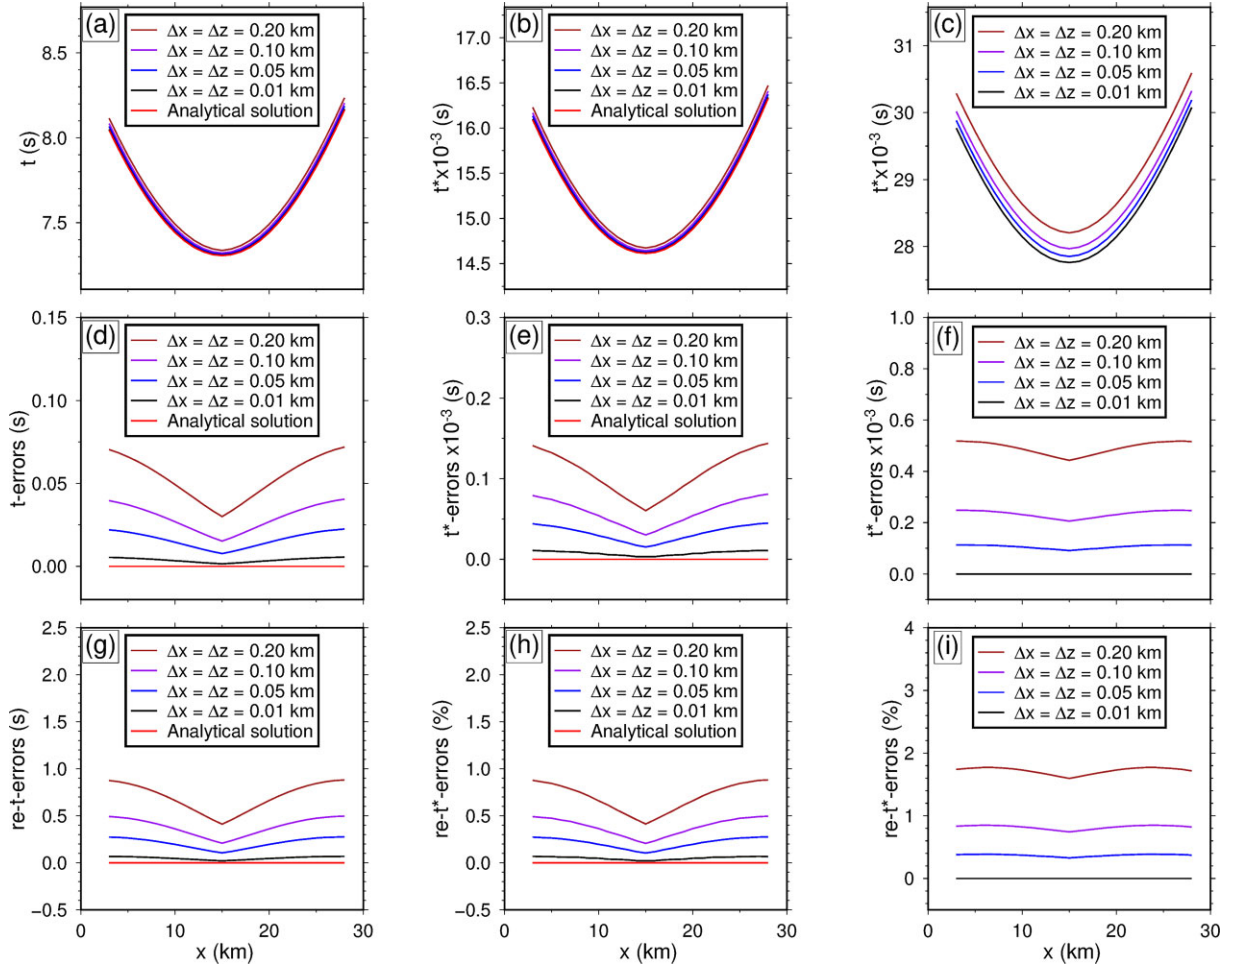 (a)
Δx = Δz = 0.20 km
Δx = Δz = 0.10 km
Δx = Δz = 0.05 km
Δx = Δz = 0.01 km
Analytical solution
8.5
8.0
7.5
t (s)
(b)
Δx = Δz = 0.20 km
Δx = Δz = 0.10 km
Δx = Δz = 0.05 km
Δx = Δz = 0.01 km
Analytical solution
17.0
16.5
16.0
15.5
15.0
14.5
t*x10-3 (s)
(c)
Δx = Δz = 0.20 km
Δx = Δz = 0.10 km
Δx = Δz = 0.05 km
Δx = Δz = 0.01 km
31
30
29
28
t*x10-3 (s)
(d)
Δx = Δz = 0.20 km
Δx = Δz = 0.10 km
Δx = Δz = 0.05 km
Δx = Δz = 0.01 km
Analytical solution
0.15
0.10
0.05
0.00
t-errors (s)
(e)
Δx = Δz = 0.20 km
Δx = Δz = 0.10 km
Δx = Δz = 0.05 km
Δx = Δz = 0.01 km
Analytical solution
0.3
0.2
0.1
0.0
t*-errors x10-3 (s)
(f)
Δx = Δz = 0.20 km
Δx = Δz = 0.10 km
Δx = Δz = 0.05 km
Δx = Δz = 0.01 km
1.0
0.8
0.6
0.4
0.2
0.0
t*-errors x10-3 (s)
(g)
Δx = Δz = 0.20 km
Δx = Δz = 0.10 km
Δx = Δz = 0.05 km
Δx = Δz = 0.01 km
Analytical solution
2.5
2.0
1.5
1.0
0.5
0.0
−0.5
re-t-errors (s)
0 10 20 30
x (km)
(h)
Δx = Δz = 0.20 km
Δx = Δz = 0.10 km
Δx = Δz = 0.05 km
Δx = Δz = 0.01 km
Analytical solution
2.5
2.0
1.5
1.0
0.5
0.0
−0.5
re-t*-errors (%)
0 10 20 30
x (km)
(i)
Δx = Δz = 0.20 km
Δx = Δz = 0.10 km
Δx = Δz = 0.05 km
Δx = Δz = 0.01 km
4
3
2
1
0
re-t*-errors (%)
0 10 20 30
x (km)